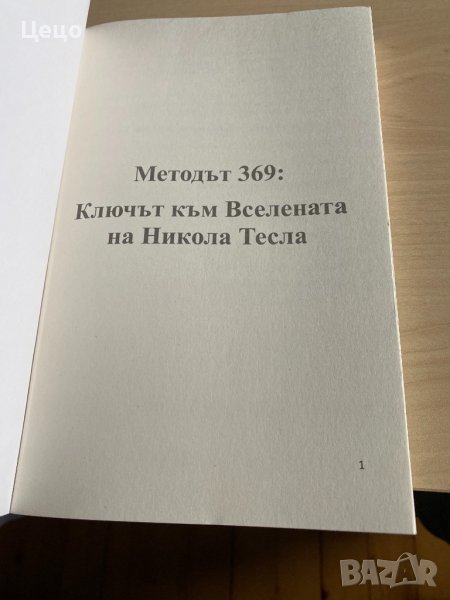 Цецо
Методът 369:
Ключът към Вселената
на Никола Тесла
1
BAZAR